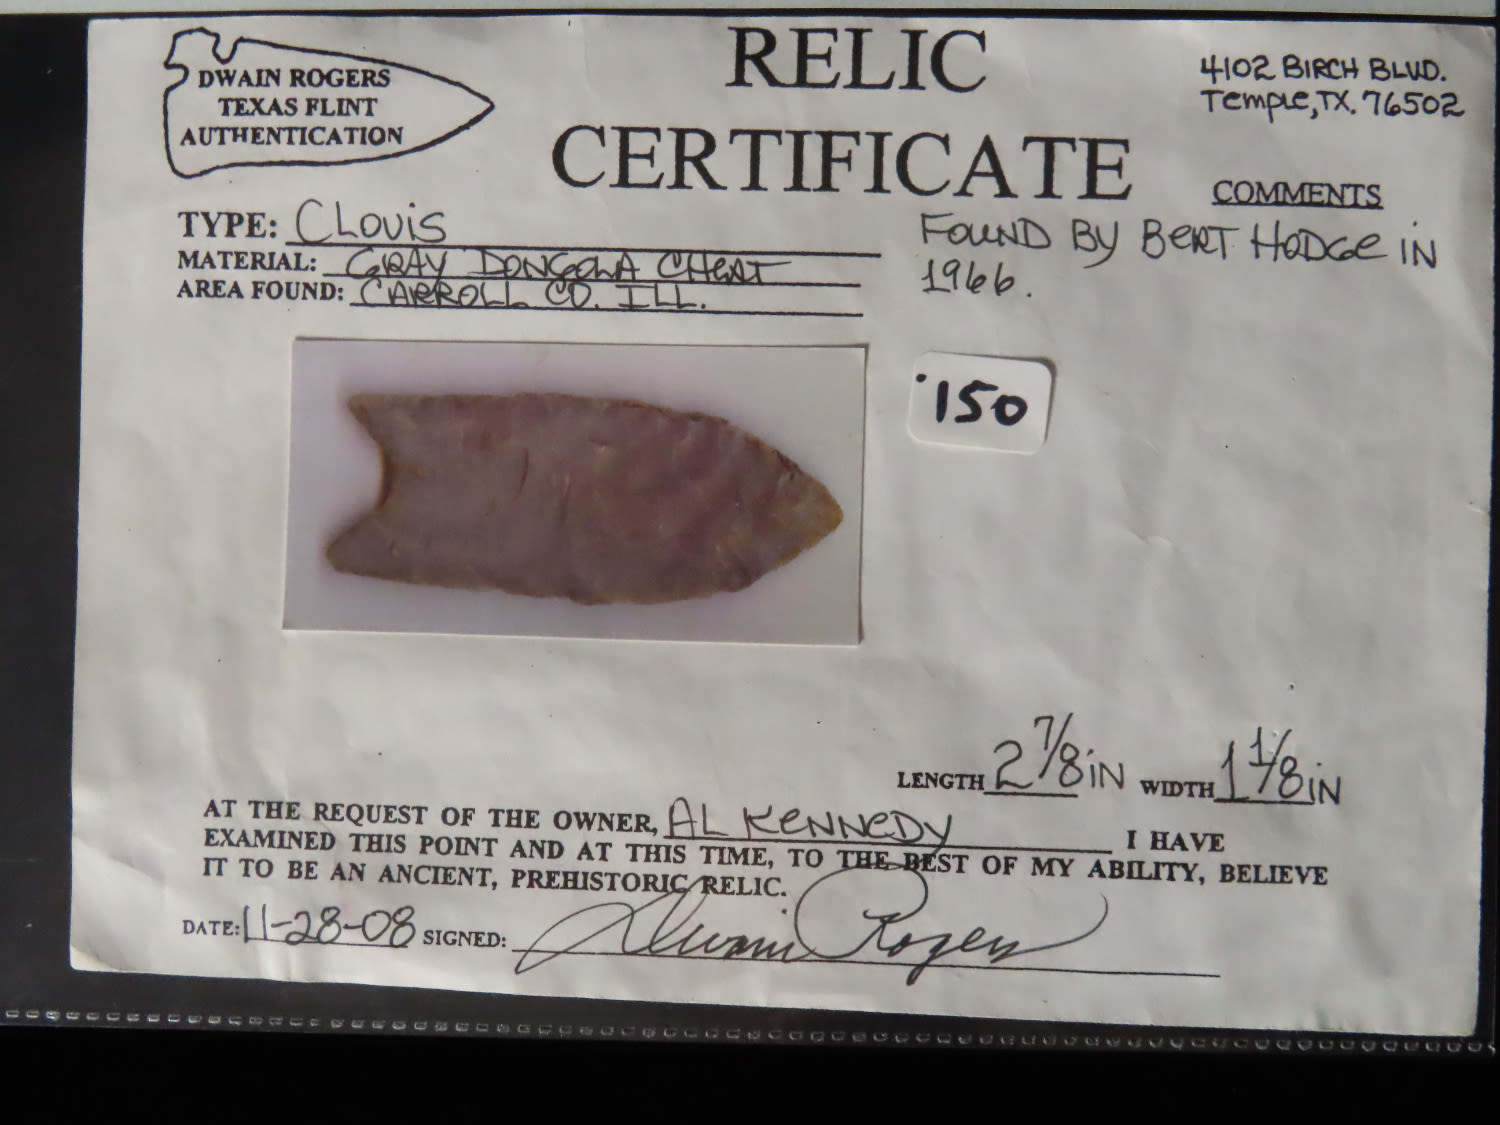 DWAIN ROGERS
TEXAS FLINT
AUTHENTICATION
RELIC
CERTIFICATE
4102 BIRCH BLVD.
Temple, TX. 76502
COMMENTS
FOUND BY BERT HODGE IN
1966.
TYPE: CLOVIS
MATERIAL: GRAY DONGOLA CHERT
AREA FOUND: CARROLL CO. ILL.
150
LENGTH 2 7/8 IN WIDTH 1 1/8 IN
AT THE REQUEST OF THE OWNER, AL KENNEDY I HAVE
EXAMINED THIS POINT AND AT THIS TIME, TO THE BEST OF MY ABILITY, BELIEVE
IT TO BE AN ANCIENT, PREHISTORIC RELIC.
DATE: 11-28-08 SIGNED: Dwain Rogers